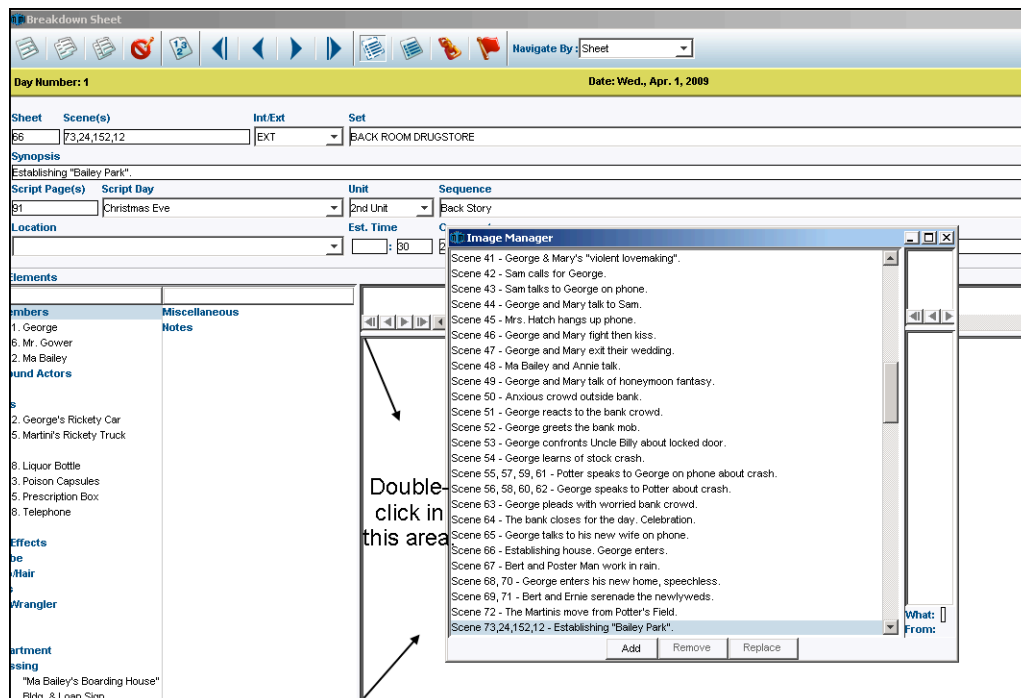 Breakdown Sheet
Navigate By : Sheet
Day Number: 1 Date: Wed., Apr. 1, 2009
Sheet Scene(s) Int/Ext Set
66 73,24,152,12 EXT BACK ROOM DRUGSTORE
Synopsis
Establishing "Bailey Park".
Script Page(s) Script Day Unit Sequence
91 Christmas Eve 2nd Unit Back Story
Location Est. Time
: 30
Elements
embers Miscellaneous
1. George Notes
6. Mr. Gower
2. Ma Bailey
ound Actors
s
2. George's Rickety Car
5. Martini's Rickety Truck
8. Liquor Bottle
3. Poison Capsules
5. Prescription Box
8. Telephone
Effects
be
/Hair
s
Wrangler
artment
ssing
"Ma Bailey's Boarding House"
Bldg. & Loan Sign
Double-
click in
this area
Image Manager
Scene 41 - George & Mary's "violent lovemaking".
Scene 42 - Sam calls for George.
Scene 43 - Sam talks to George on phone.
Scene 44 - George and Mary talk to Sam.
Scene 45 - Mrs. Hatch hangs up phone.
Scene 46 - George and Mary fight then kiss.
Scene 47 - George and Mary exit their wedding.
Scene 48 - Ma Bailey and Annie talk.
Scene 49 - George and Mary talk of honeymoon fantasy.
Scene 50 - Anxious crowd outside bank.
Scene 51 - George reacts to the bank crowd.
Scene 52 - George greets the bank mob.
Scene 53 - George confronts Uncle Billy about locked door.
Scene 54 - George learns of stock crash.
Scene 55, 57, 59, 61 - Potter speaks to George on phone about crash.
Scene 56, 58, 60, 62 - George speaks to Potter about crash.
Scene 63 - George pleads with worried bank crowd.
Scene 64 - The bank closes for the day. Celebration.
Scene 65 - George talks to his new wife on phone.
Scene 66 - Establishing house. George enters.
Scene 67 - Bert and Poster Man work in rain.
Scene 68, 70 - George enters his new home, speechless.
Scene 69, 71 - Bert and Ernie serenade the newlyweds.
Scene 72 - The Martinis move from Potter's Field.
Scene 73,24,152,12 - Establishing "Bailey Park".
Add Remove Replace
What:
From: